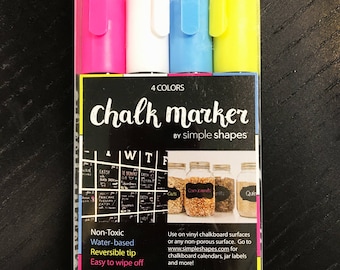 4 COLORS
chalk marker
BY simple shapes
T W T F
Non-Toxic
Water-based
Reversible tip
Easy to wipe off
Use on vinyl chalkboard surfaces
or any non-porous surface. Go to
www.simpleshapes.com for
chalkboard calendars, jar labels
and more!